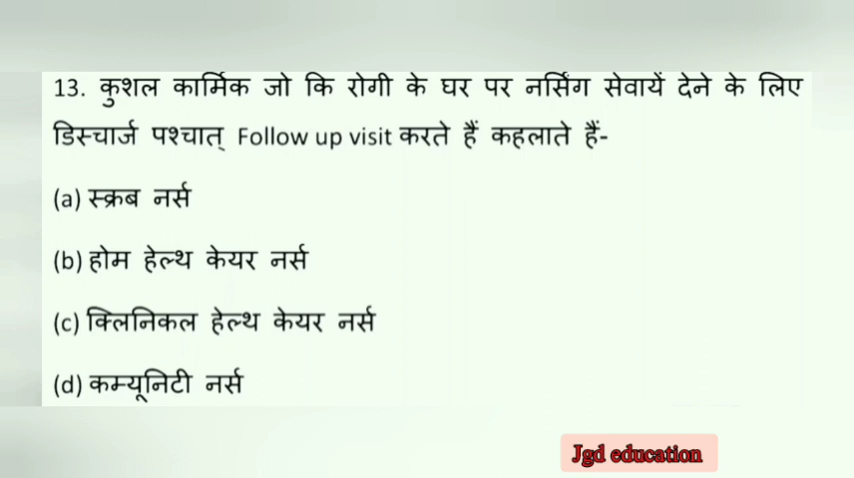 13. कुशल कार्मिक जो कि रोगी के घर पर नर्सिंग सेवायें देने के लिए
डिस्चार्ज पश्चात् Follow up visit करते हैं कहलाते हैं-
(a) स्क्रब नर्स
(b) होम हेल्थ केयर नर्स
(c) क्लिनिकल हेल्थ केयर नर्स
(d) कम्यूनिटी नर्स
Jgd education